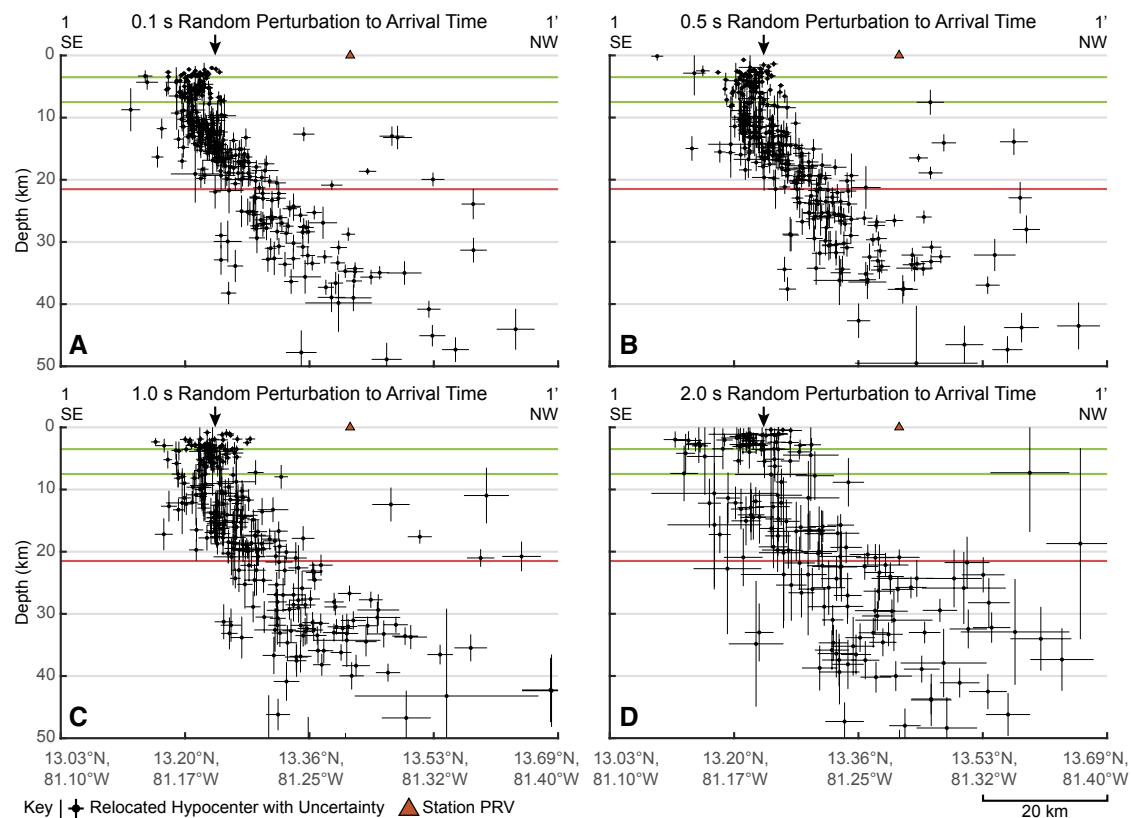 1 0.1 s Random Perturbation to Arrival Time 1'
SE NW
1 0.5 s Random Perturbation to Arrival Time 1'
SE NW
0
10
20
30
40
50
Depth (km)
A
B
1 1.0 s Random Perturbation to Arrival Time 1'
SE NW
1 2.0 s Random Perturbation to Arrival Time 1'
SE NW
0
10
20
30
40
50
Depth (km)
C
D
13.03°N, 13.20°N, 13.36°N, 13.53°N, 13.69°N,
81.10°W 81.17°W 81.25°W 81.32°W 81.40°W
13.20°N, 13.36°N, 13.53°N, 13.69°N,
81.17°W 81.25°W 81.32°W 81.40°W
Key Relocated Hypocenter with Uncertainty Station PRV
20 km